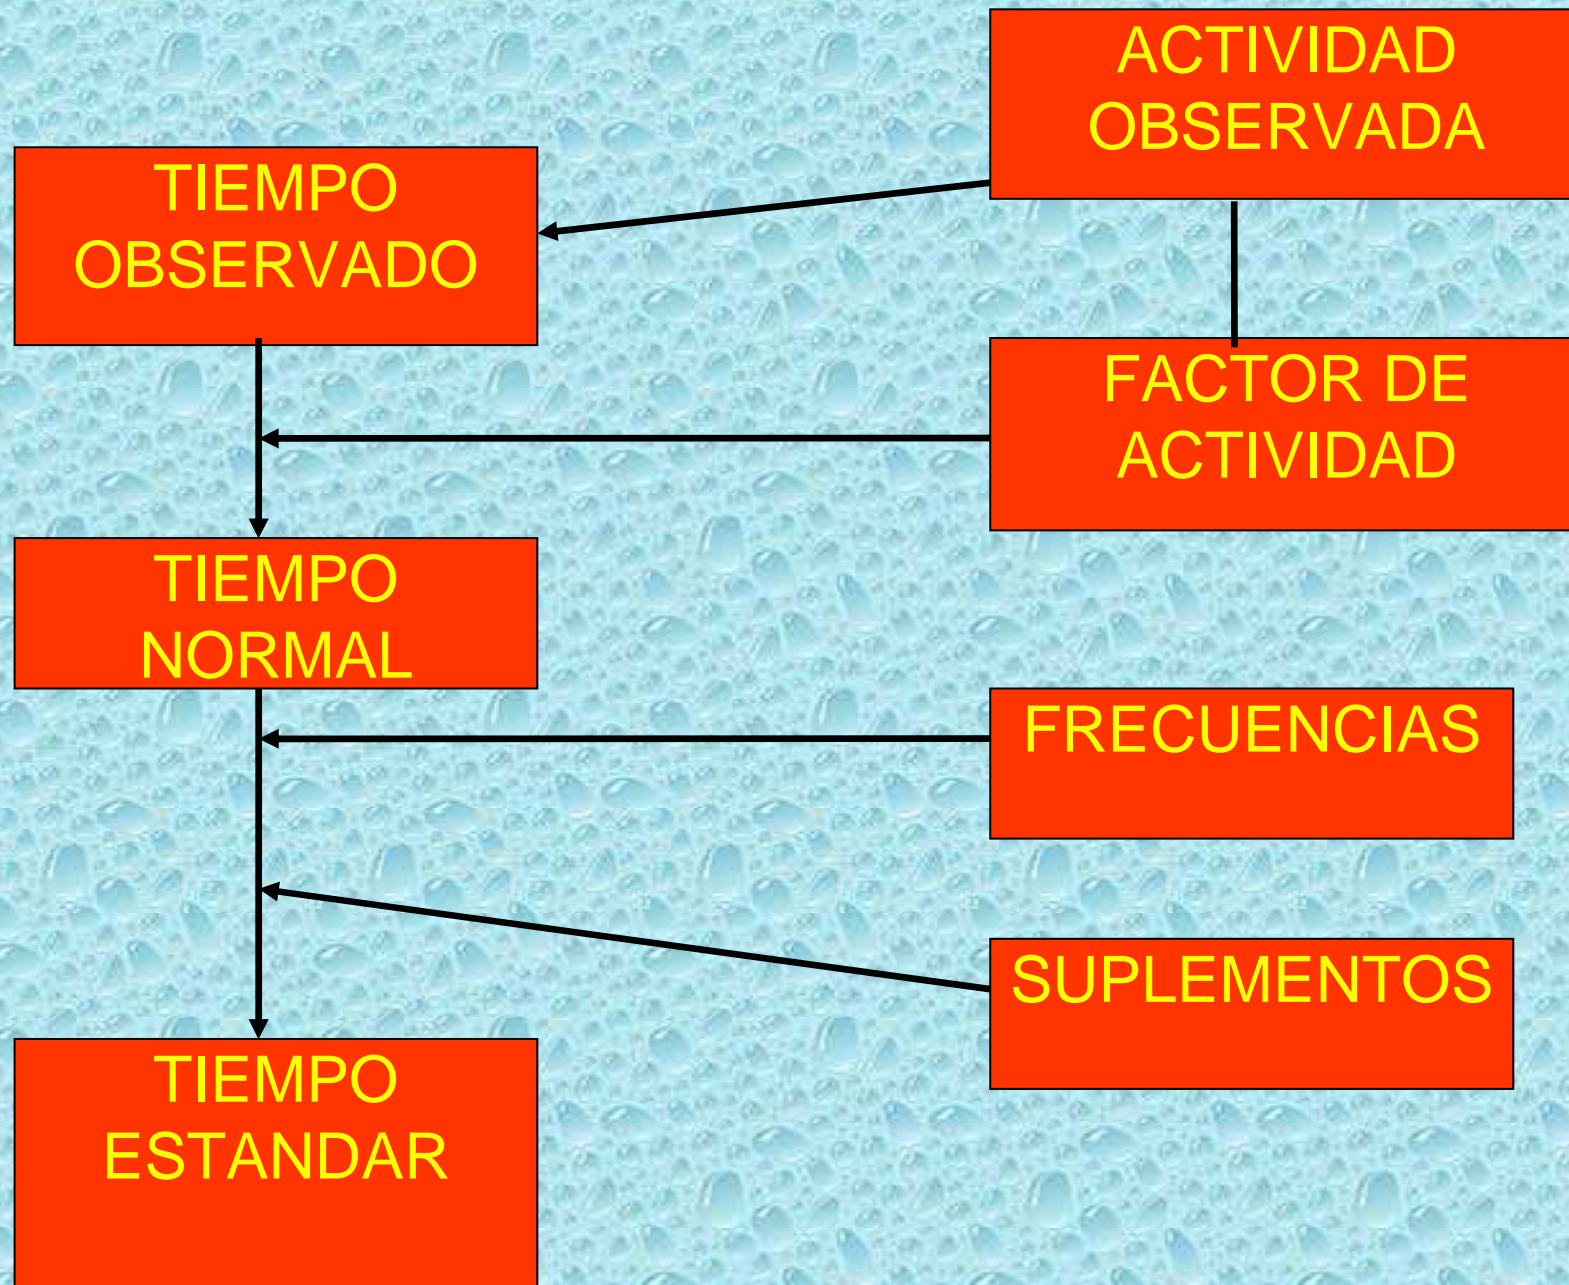 ACTIVIDAD
OBSERVADA
TIEMPO
OBSERVADO
FACTOR DE
ACTIVIDAD
TIEMPO
NORMAL
FRECUENCIAS
SUPLEMENTOS
TIEMPO
ESTANDAR